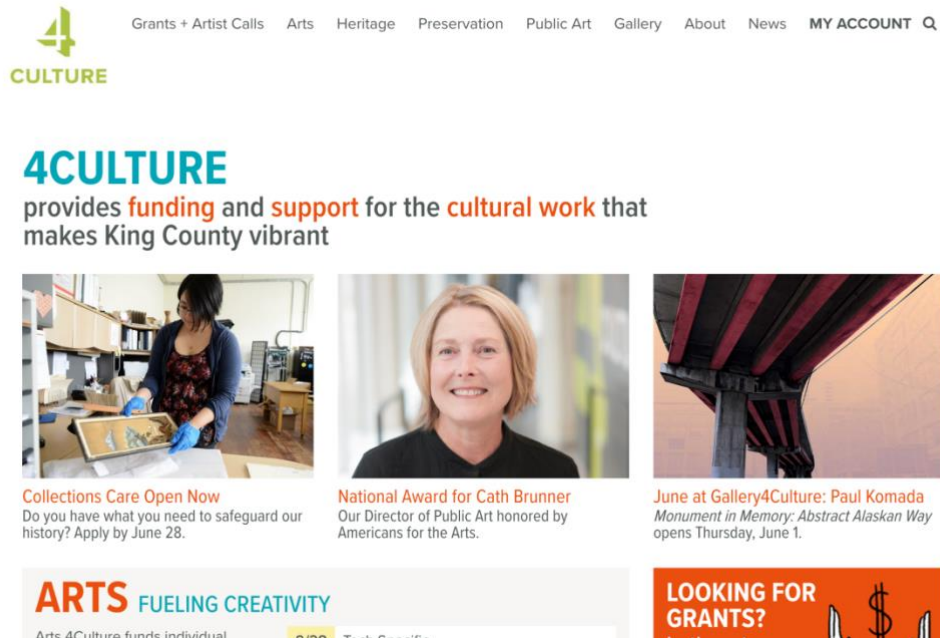 4
CULTURE
Grants + Artist Calls Arts Heritage Preservation Public Art Gallery About News MY ACCOUNT
4CULTURE
provides funding and support for the cultural work that
makes King County vibrant
Collections Care Open Now
Do you have what you need to safeguard our
history? Apply by June 28.
National Award for Cath Brunner
Our Director of Public Art honored by
Americans for the Arts.
June at Gallery4Culture: Paul Komada
Monument in Memory: Abstract Alaskan Way
opens Thursday, June 1.
ARTS FUELING CREATIVITY
Arts 4Culture funds individual
LOOKING FOR
GRANTS?
$